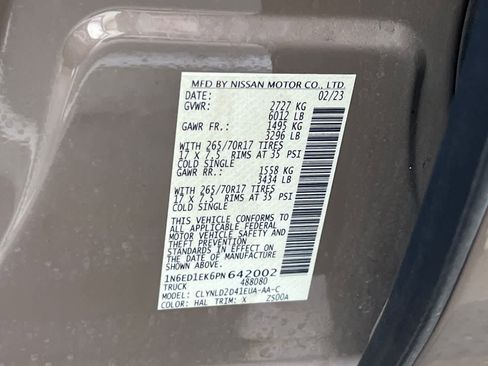 MFD BY NISSAN MOTOR CO., LTD.
DATE: 02/23
GVWR: 2727 KG
6012 LB
GAWR FR.: 1495 KG
3296 LB
WITH 265/70R17 TIRES
17 X 7.5 RIMS AT 35 PSI
COLD SINGLE
GAWR RR.: 1558 KG
3434 LB
WITH 265/70R17 TIRES
17 X 7.5 RIMS AT 35 PSI
COLD SINGLE
THIS VEHICLE CONFORMS TO
ALL APPLICABLE FEDERAL
MOTOR VEHICLE SAFETY AND
THEFT PREVENTION
STANDARDS IN EFFECT ON
THE DATE OF MANUFACTURE
SHOWN ABOVE.
1N6ED1EK6PN642002
TRUCK 488080
MODEL: CLYNLD2D41EUA-AA-C
COLOR: HAL TRIM: X ZS00A